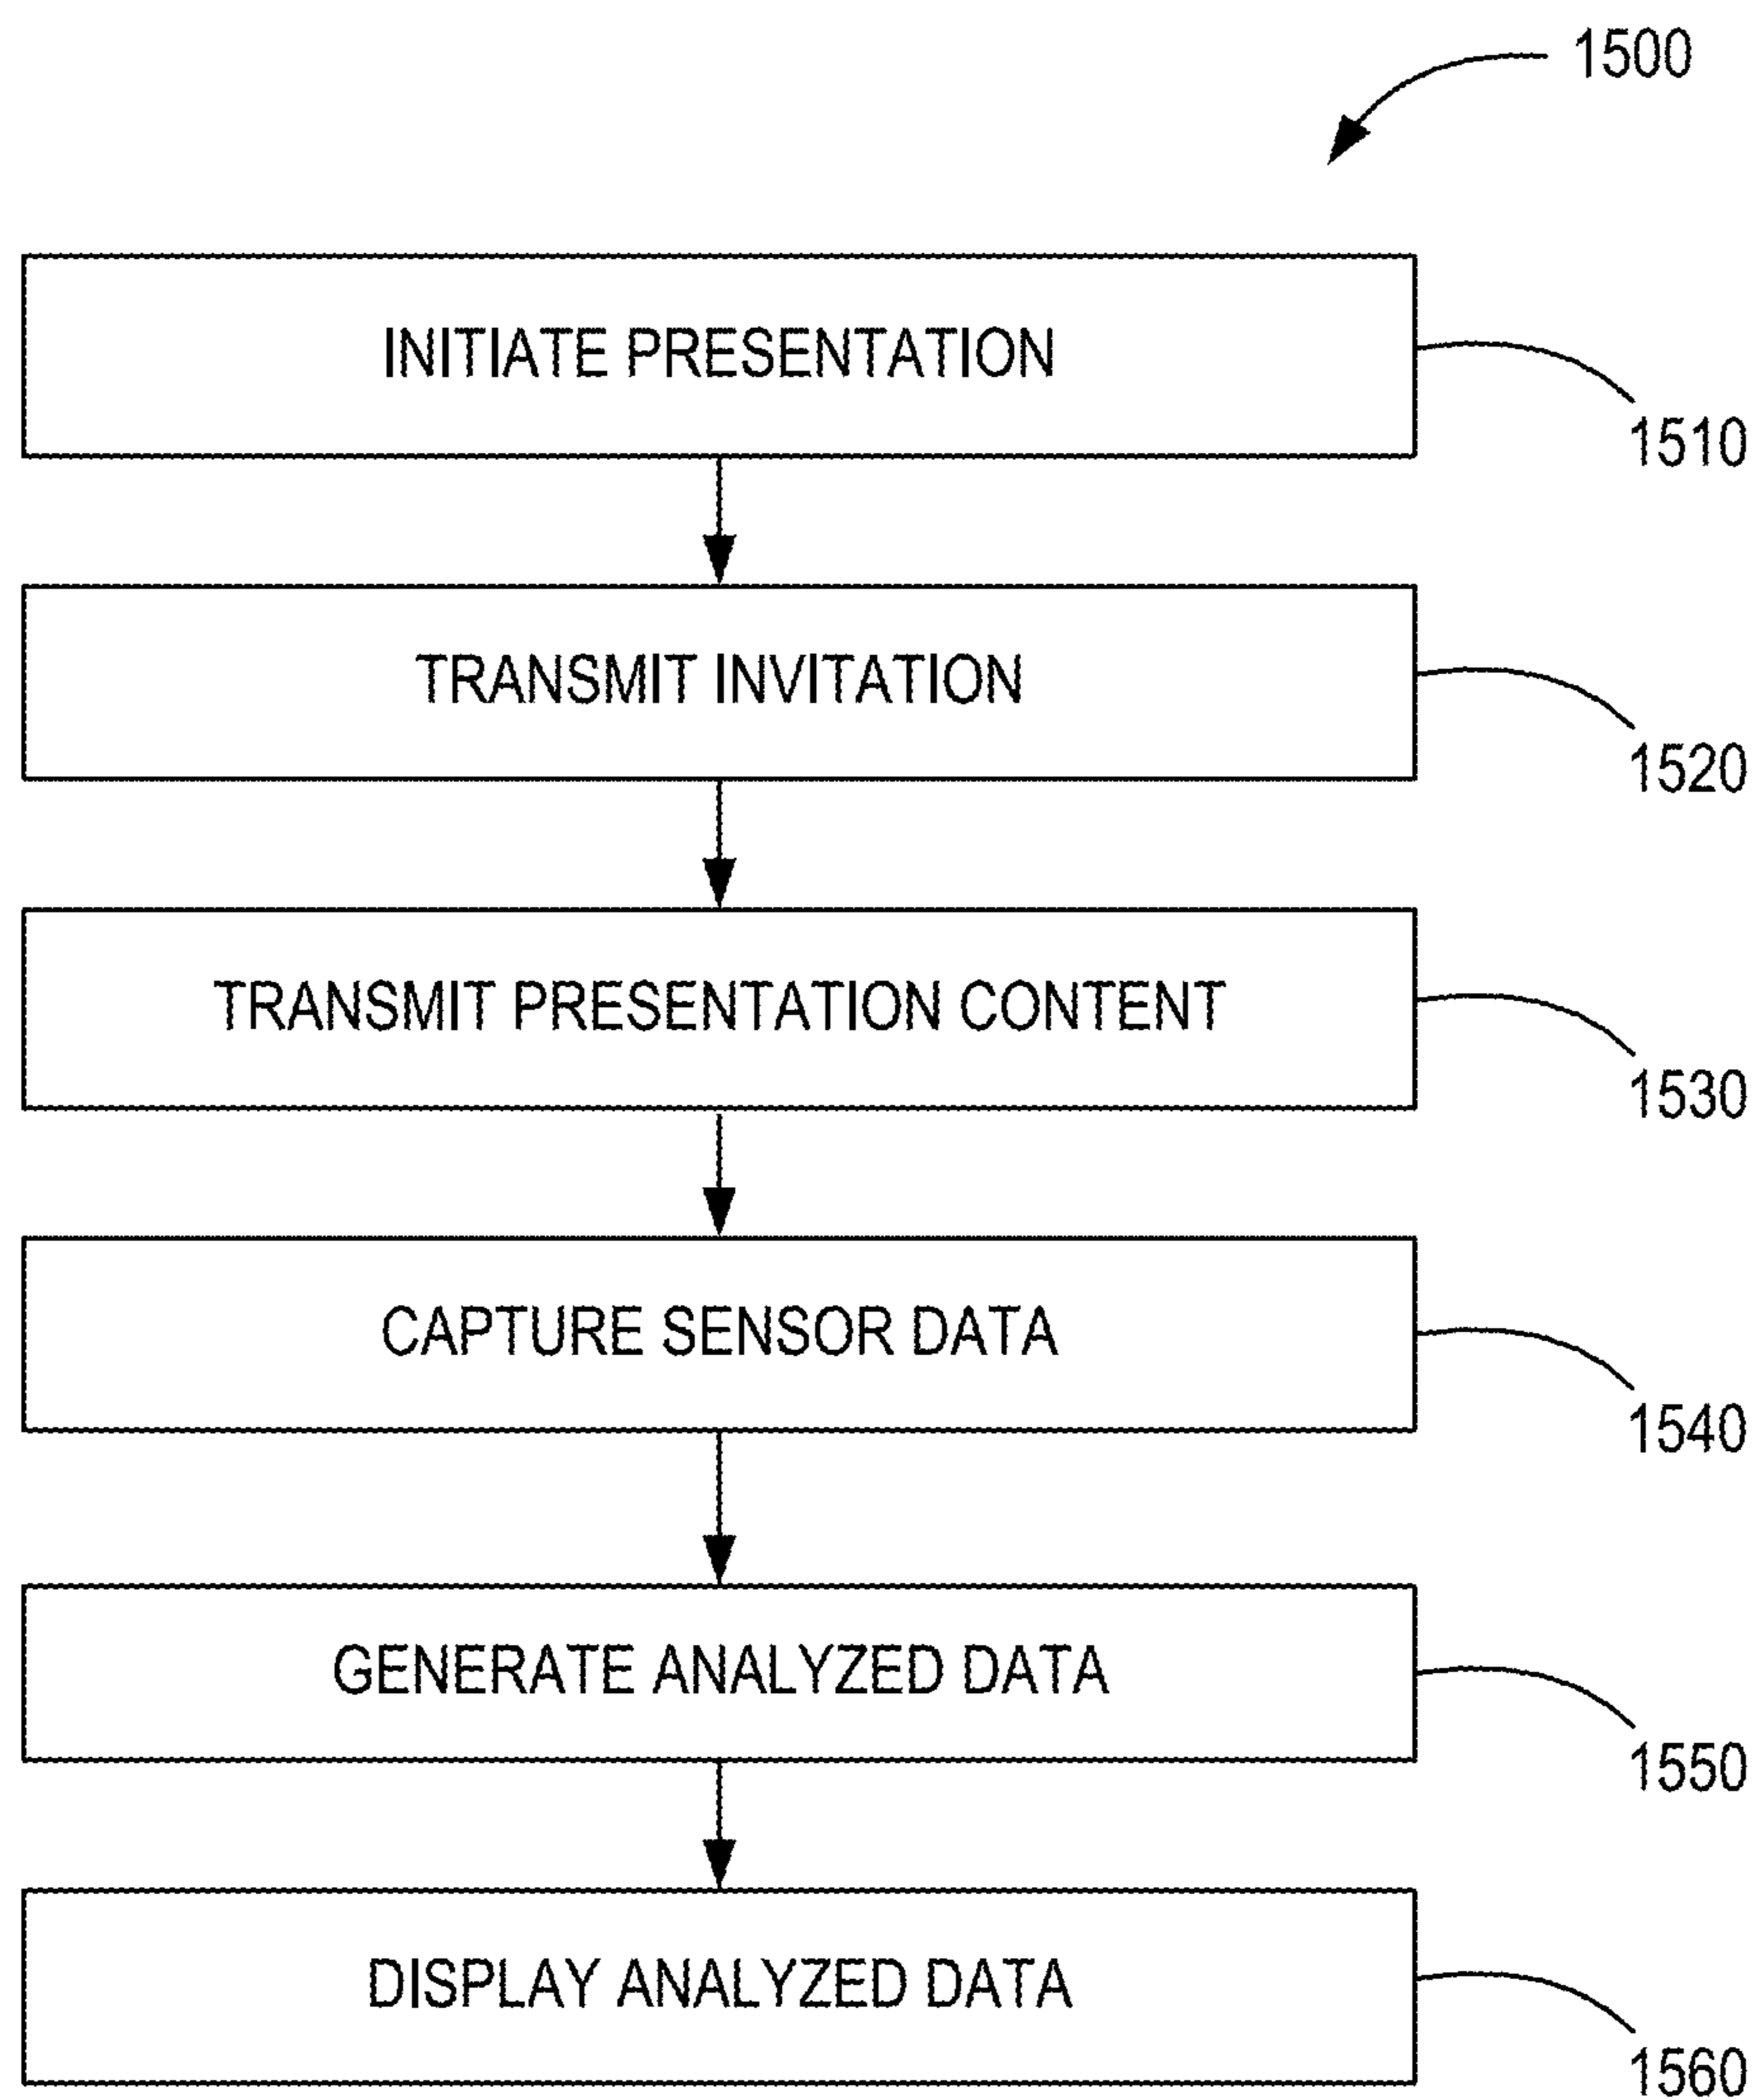 1500
INITIATE PRESENTATION
1510
TRANSMIT INVITATION
1520
TRANSMIT PRESENTATION CONTENT
1530
CAPTURE SENSOR DATA
1540
GENERATE ANALYZED DATA
1550
DISPLAY ANALYZED DATA
1560